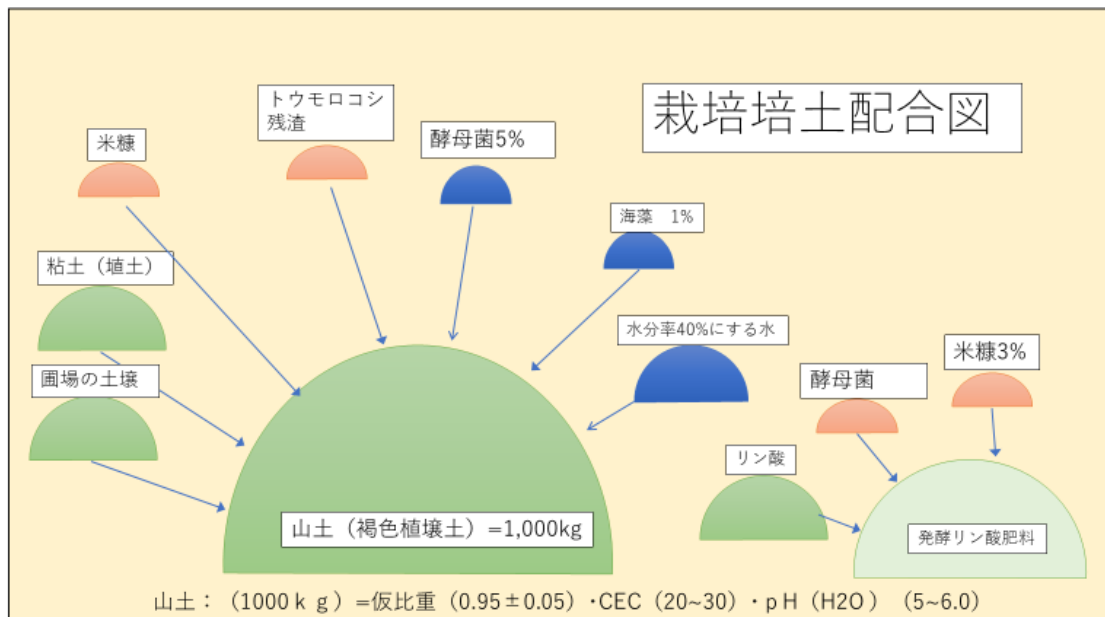 栽培培土配合図
トウモロコシ
残渣
米糠
酵母菌5%
海藻 1%
粘土（埴土）
水分率40%にする水
圃場の土壌
米糠3%
酵母菌
リン酸
山土（褐色植壌土）=1,000kg
発酵リン酸肥料
山土：（1000ｋｇ）=仮比重（0.95±0.05）･CEC（20~30）･ｐH（H2O）（5~6.0）